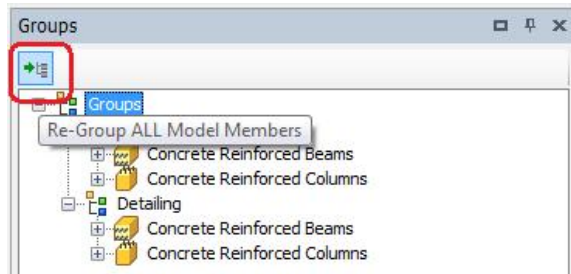 Groups
Groups
Re-Group ALL Model Members
Concrete Reinforced Beams
Concrete Reinforced Columns
Detailing
Concrete Reinforced Beams
Concrete Reinforced Columns